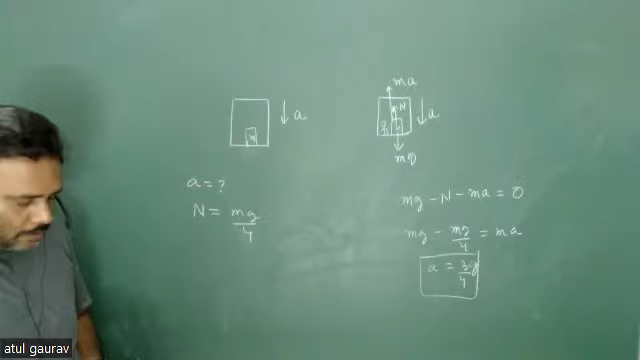 ma
a
m
N
a
mg
a = ?
N = mg/4
mg - N - ma = 0
mg - mg/4 = ma
a = 3g/4
atul gaurav